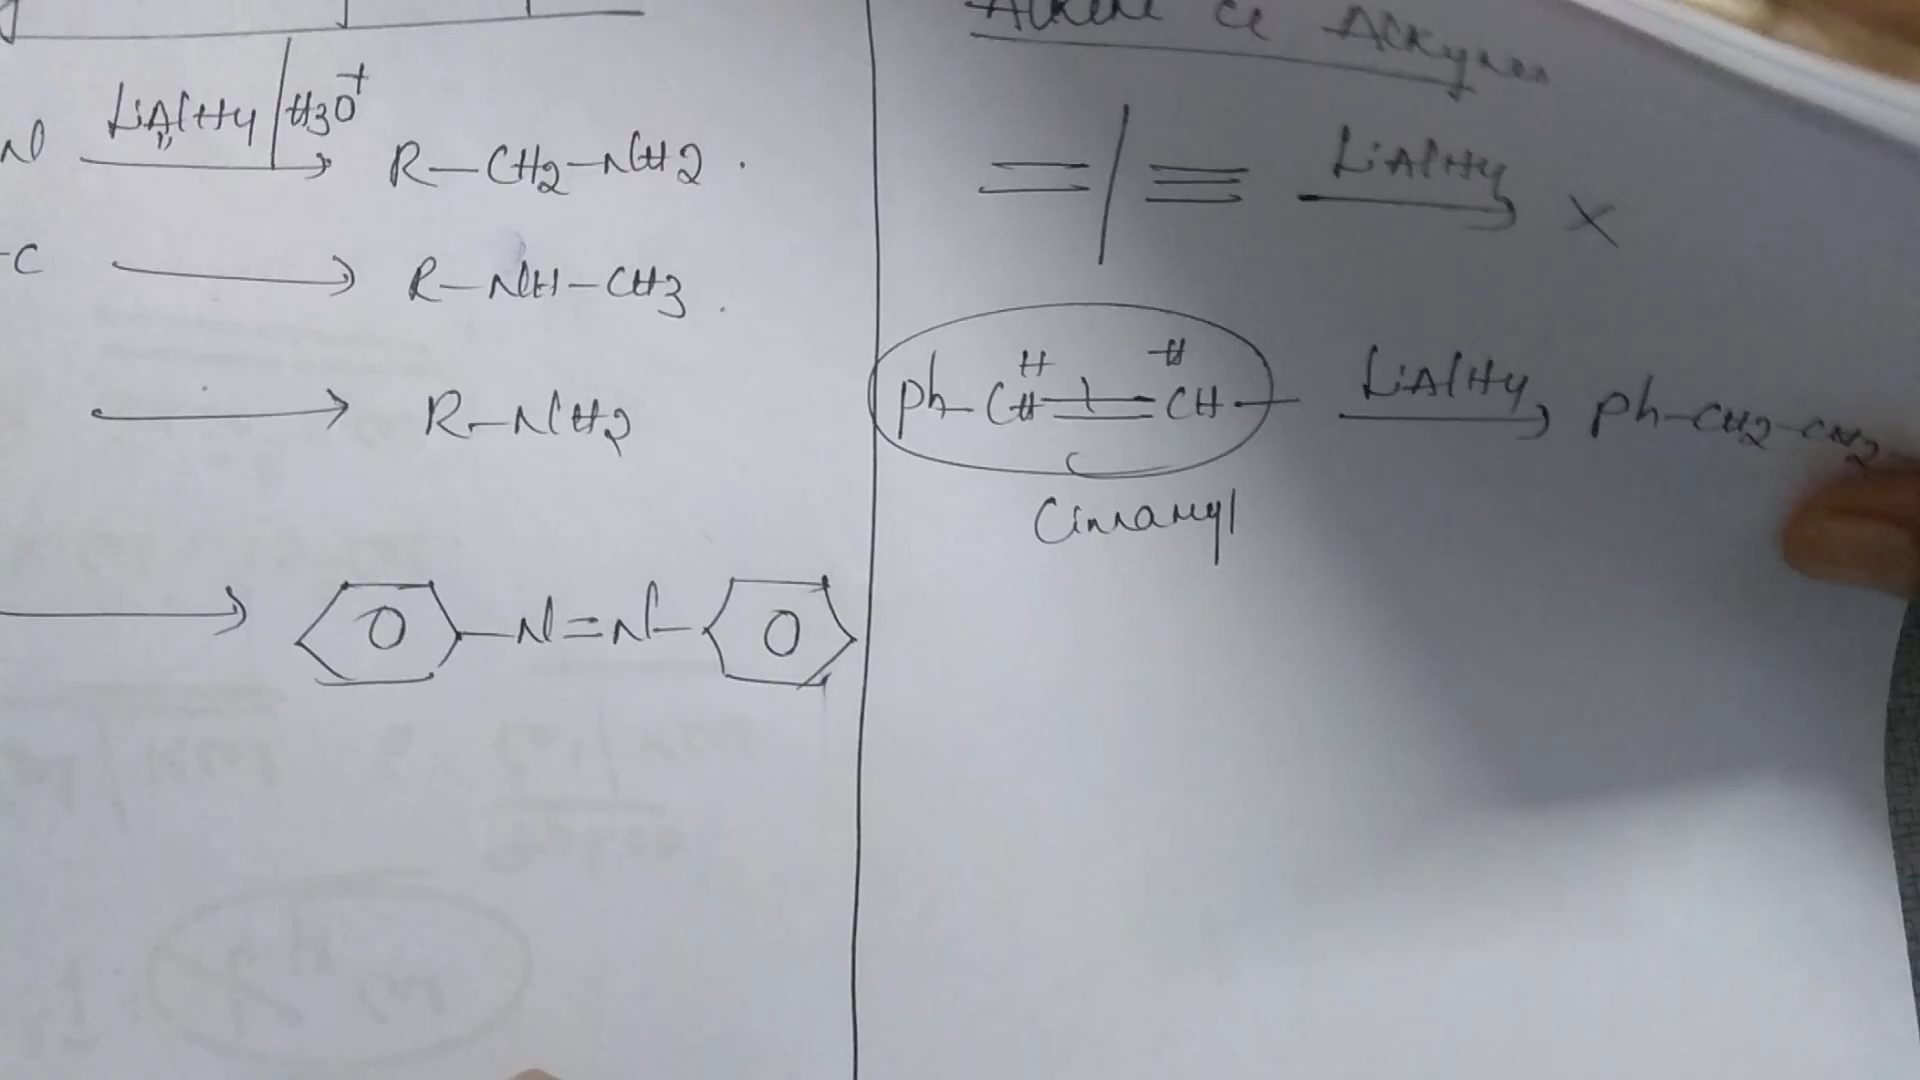 N LiAlH4 / H3O+ → R—CH2—NH2 .
-C → R—NH—CH3 .
→ R—NH2
→ N=N
Alkene & Alkynes
= / ≡ LiAlH4 → ×
H H
Ph—CH=CH— LiAlH4 → Ph—CH2—CH2
Cinnamyl